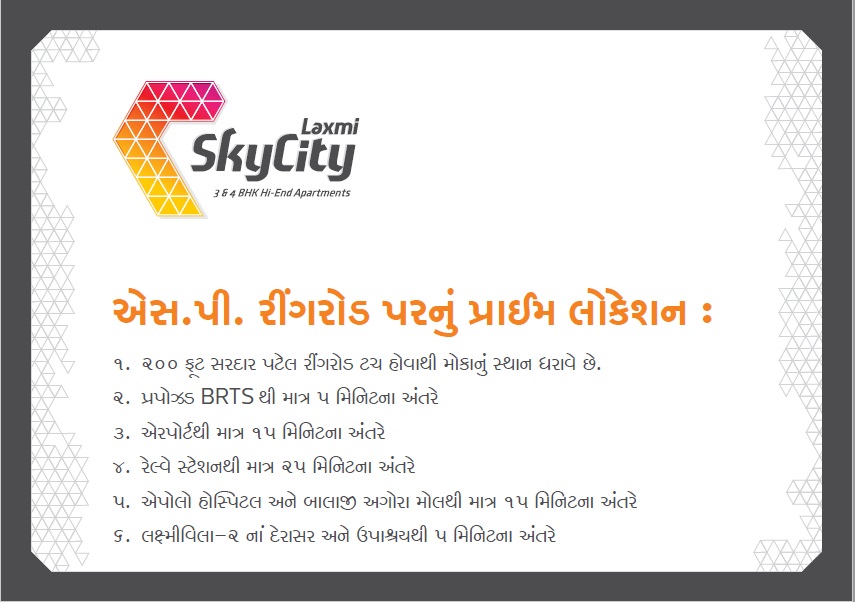 Laxmi
SkyCity
3 & 4 BHK Hi-End Apartments
એસ.પી. રીંગરોડ પરનું પ્રાઈમ લોકેશન :
૧. ૨૦૦ ફૂટ સરદાર પટેલ રીંગરોડ ટચ હોવાથી મોકાનું સ્થાન ધરાવે છે.
૨. પ્રપોઝડ BRTS થી માત્ર ૫ મિનિટના અંતરે
૩. એરપોર્ટથી માત્ર ૧૫ મિનિટના અંતરે
૪. રેલ્વે સ્ટેશનથી માત્ર ૨૫ મિનિટના અંતરે
૫. એપોલો હોસ્પિટલ અને બાલાજી અગોરા મોલથી માત્ર ૧૫ મિનિટના અંતરે
૬. લક્ષ્મીવિલા-૨ નાં દેરાસર અને ઉપાશ્રયથી ૫ મિનિટના અંતરે